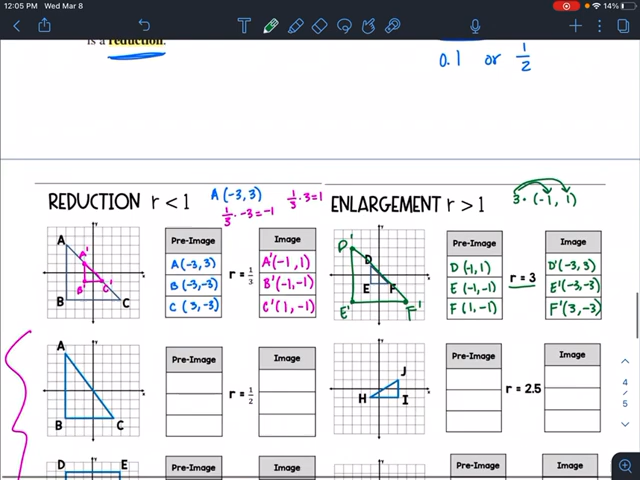 12:05 PM Wed Mar 8
14%
is a reduction.
0.1 or 1/2
REDUCTION r < 1
A (-3, 3)
1/3 · -3 = -1
1/3 · 3 = 1
ENLARGEMENT r > 1
3 · (-1, 1)
A
A'
B'
C'
B
C
Pre-Image
A (-3, 3)
B (-3, -3)
C (3, -3)
r = 1/3
Image
A' (-1, 1)
B' (-1, -1)
C' (1, -1)
D'
D
E
F
E'
F'
Pre-Image
D (-1, 1)
E (-1, -1)
F (1, -1)
r = 3
Image
D' (-3, 3)
E' (-3, -3)
F' (3, -3)
A
B
C
Pre-Image
r = 1/2
Image
J
H
I
Pre-Image
r = 2.5
Image
4
5
D
E
Pre-Image
Image
Pre-Image
Image